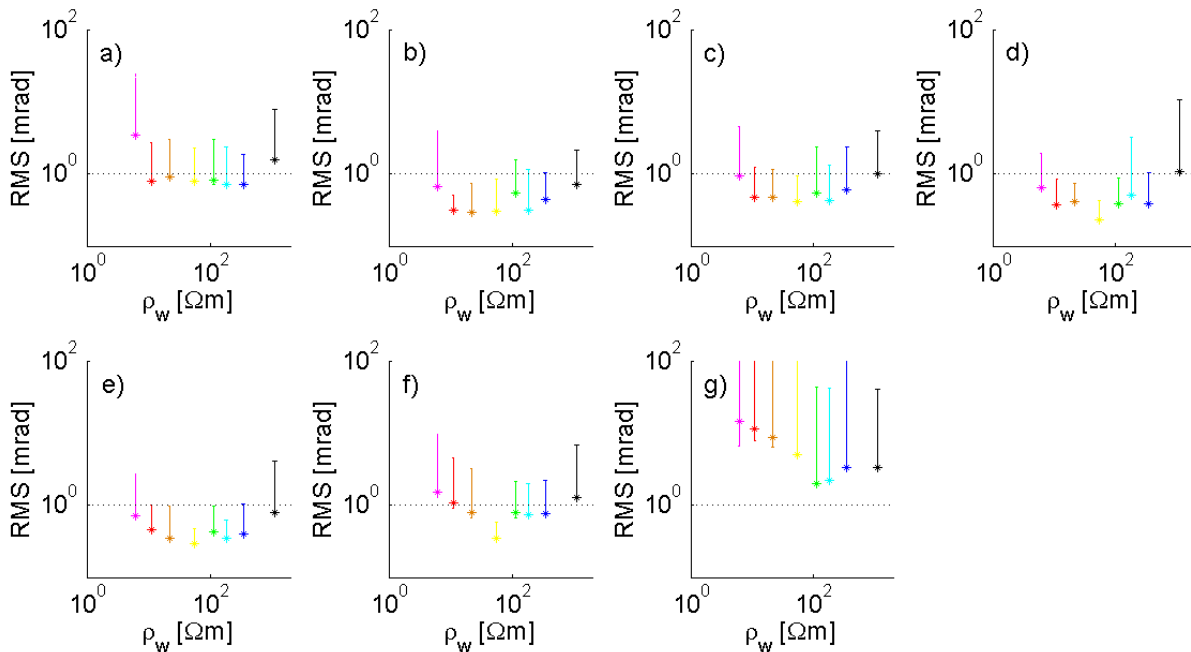 10²
a)
RMS [mrad]
10⁰
10⁰
10²
ρw [Ωm]
10²
b)
RMS [mrad]
10⁰
10⁰
10²
ρw [Ωm]
10²
c)
RMS [mrad]
10⁰
10⁰
10²
ρw [Ωm]
10²
d)
RMS [mrad]
10⁰
10⁰
10²
ρw [Ωm]
10²
e)
RMS [mrad]
10⁰
10⁰
10²
ρw [Ωm]
10²
f)
RMS [mrad]
10⁰
10⁰
10²
ρw [Ωm]
10²
g)
RMS [mrad]
10⁰
10⁰
10²
ρw [Ωm]